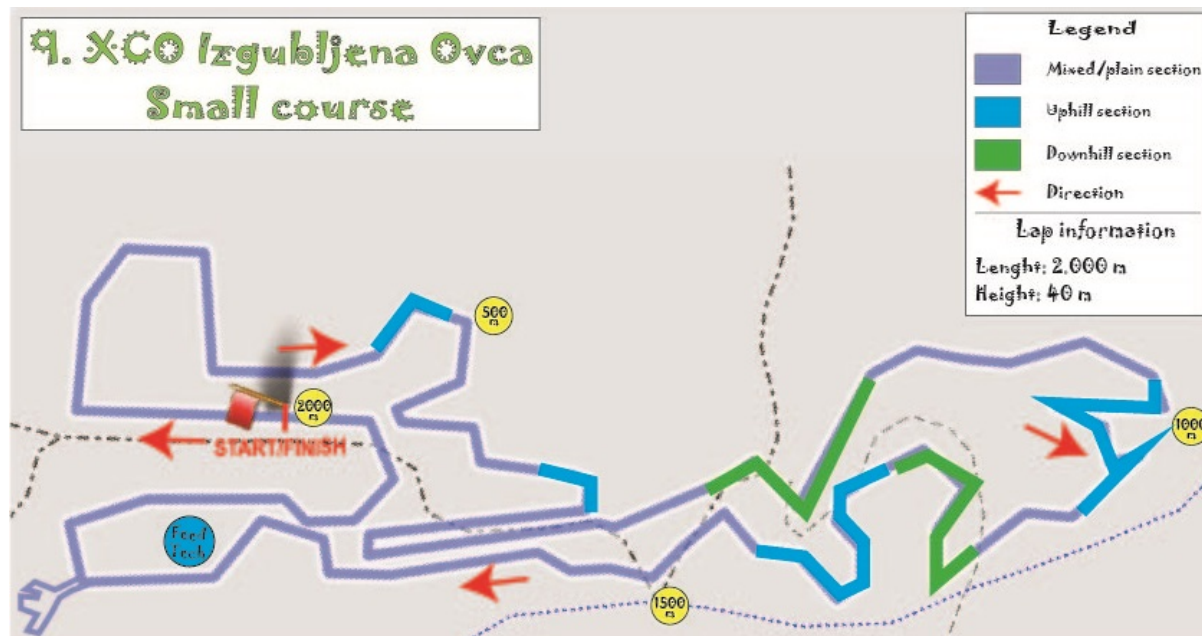 9. XCO Izgubljena Ovca
Small course
Legend
Mixed/plain section
Uphill section
Downhill section
Direction
Lap information
Lenght: 2.000 m
Height: 40 m
500
m
2000
m
START/FINISH
1000
m
Feed
Tech
1500
m